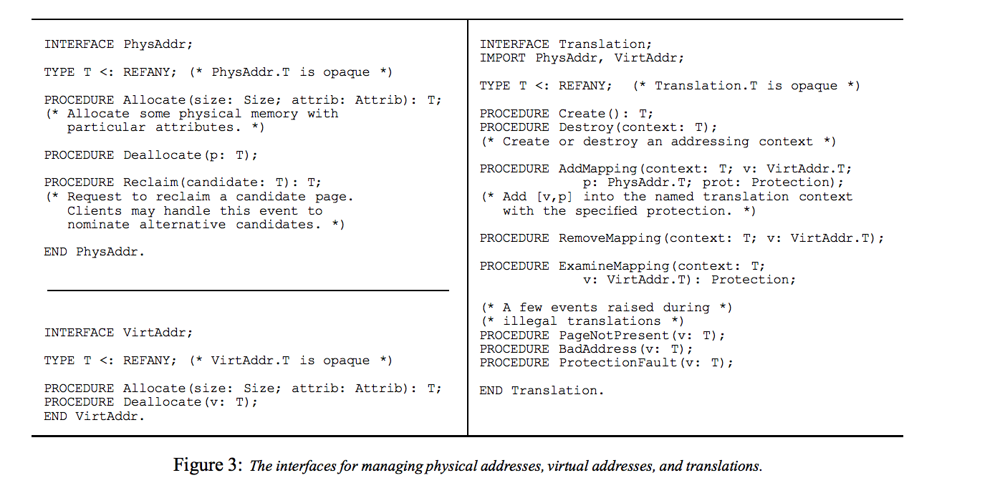 INTERFACE PhysAddr;
TYPE T <: REFANY; (* PhysAddr.T is opaque *)
PROCEDURE Allocate(size: Size; attrib: Attrib): T;
(* Allocate some physical memory with
particular attributes. *)
PROCEDURE Deallocate(p: T);
PROCEDURE Reclaim(candidate: T): T;
(* Request to reclaim a candidate page.
Clients may handle this event to
nominate alternative candidates. *)
END PhysAddr.
INTERFACE VirtAddr;
TYPE T <: REFANY; (* VirtAddr.T is opaque *)
PROCEDURE Allocate(size: Size; attrib: Attrib): T;
PROCEDURE Deallocate(v: T);
END VirtAddr.
INTERFACE Translation;
IMPORT PhysAddr, VirtAddr;
TYPE T <: REFANY; (* Translation.T is opaque *)
PROCEDURE Create(): T;
PROCEDURE Destroy(context: T);
(* Create or destroy an addressing context *)
PROCEDURE AddMapping(context: T; v: VirtAddr.T;
p: PhysAddr.T; prot: Protection);
(* Add [v,p] into the named translation context
with the specified protection. *)
PROCEDURE RemoveMapping(context: T; v: VirtAddr.T);
PROCEDURE ExamineMapping(context: T;
v: VirtAddr.T): Protection;
(* A few events raised during *)
(* illegal translations *)
PROCEDURE PageNotPresent(v: T);
PROCEDURE BadAddress(v: T);
PROCEDURE ProtectionFault(v: T);
END Translation.
Figure 3: The interfaces for managing physical addresses, virtual addresses, and translations.